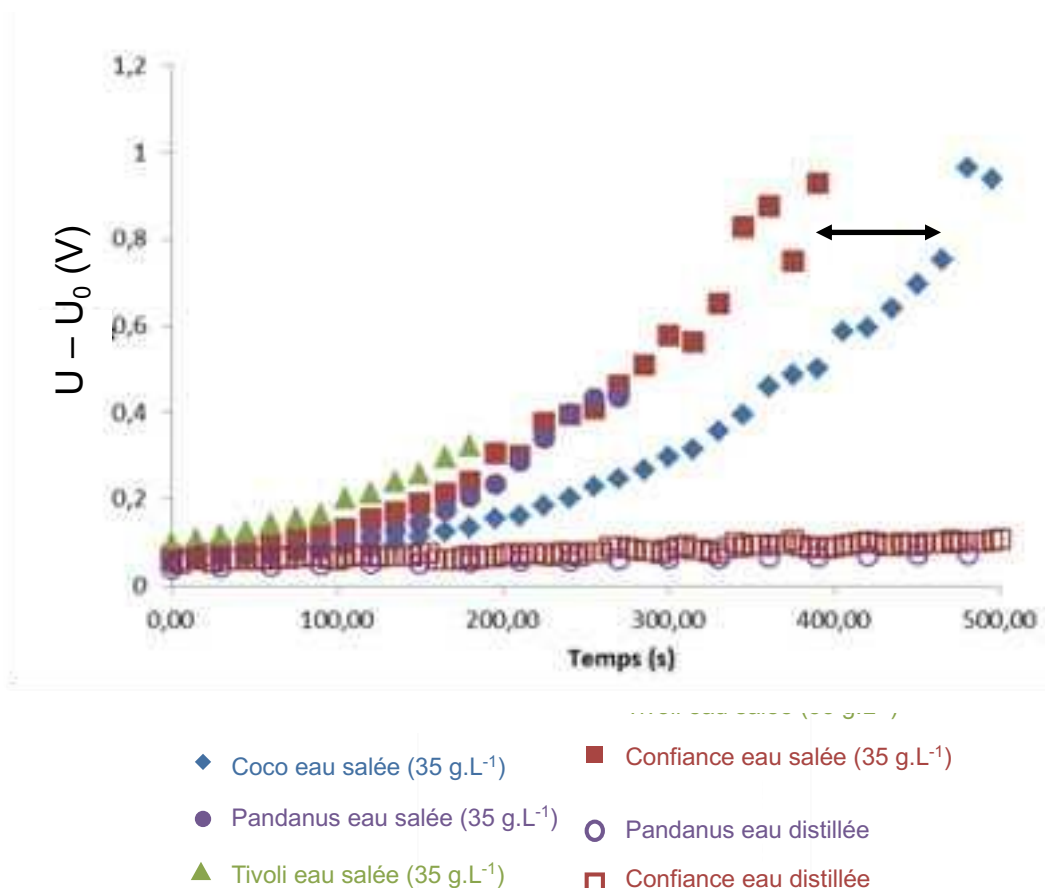 1,2
1
0,8
0,6
0,4
0,2
0
U – U0 (V)
0,00 100,00 200,00 300,00 400,00 500,00
Temps (s)
Coco eau salée (35 g.L-1)
Confiance eau salée (35 g.L-1)
Pandanus eau salée (35 g.L-1)
Pandanus eau distillée
Tivoli eau salée (35 g.L-1)
Confiance eau distillée